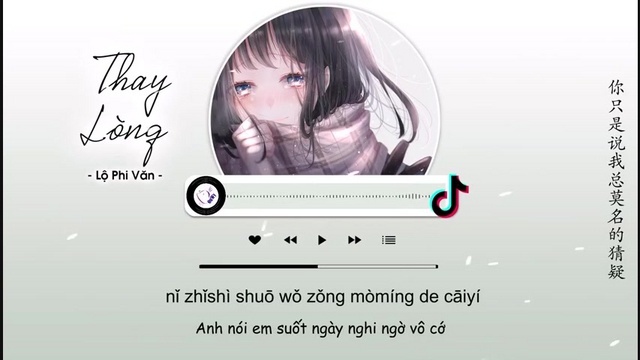 Thay
Lòng
- Lộ Phi Văn -
你只是说我总莫名的猜疑
nǐ zhǐshì shuō wǒ zǒng mòmíng de cāiyí
Anh nói em suốt ngày nghi ngờ vô cớ